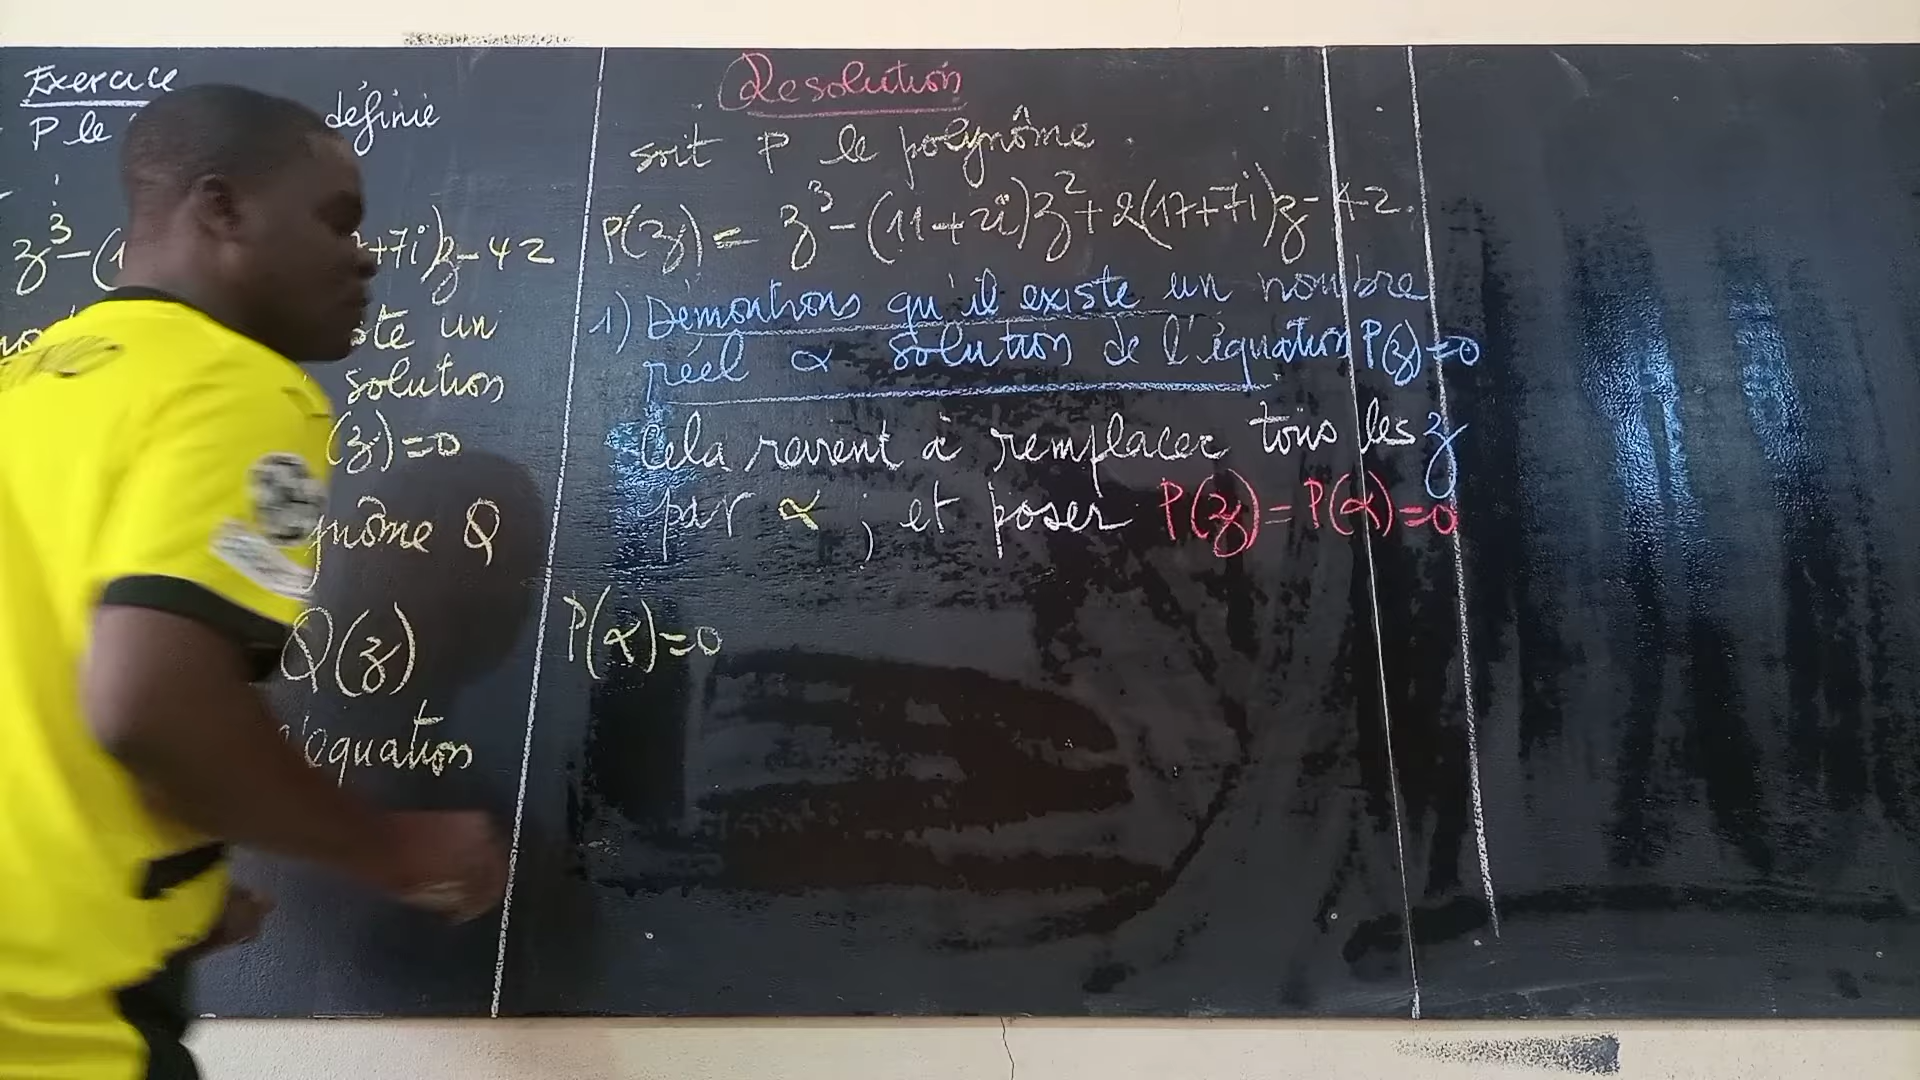 Exercice
P le définie
z³-(1 +7i)z-42
ste un
solution
(z)=0
ynôme Q
Q(z)
l'équation
Resolution
soit P le polynôme
P(z) = z³-(11+2i)z²+2(17+7i)z-42.
1) Démontrons qu'il existe un nombre
réel α solution de l'équation P(z)=0
Cela revient à remplacer tous les z
par α ; et poser P(z)=P(α)=0
P(α)=0